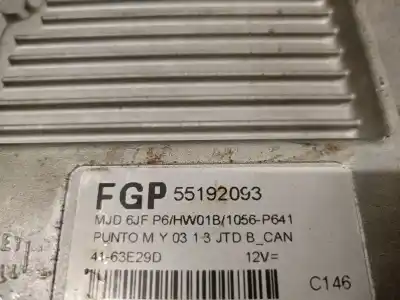 FGP 55192093
MJD 6JF P6/HW01B/1056-P641
PUNTO M Y 03 1 3 JTD B_CAN
41-63E29D 12V=
C146